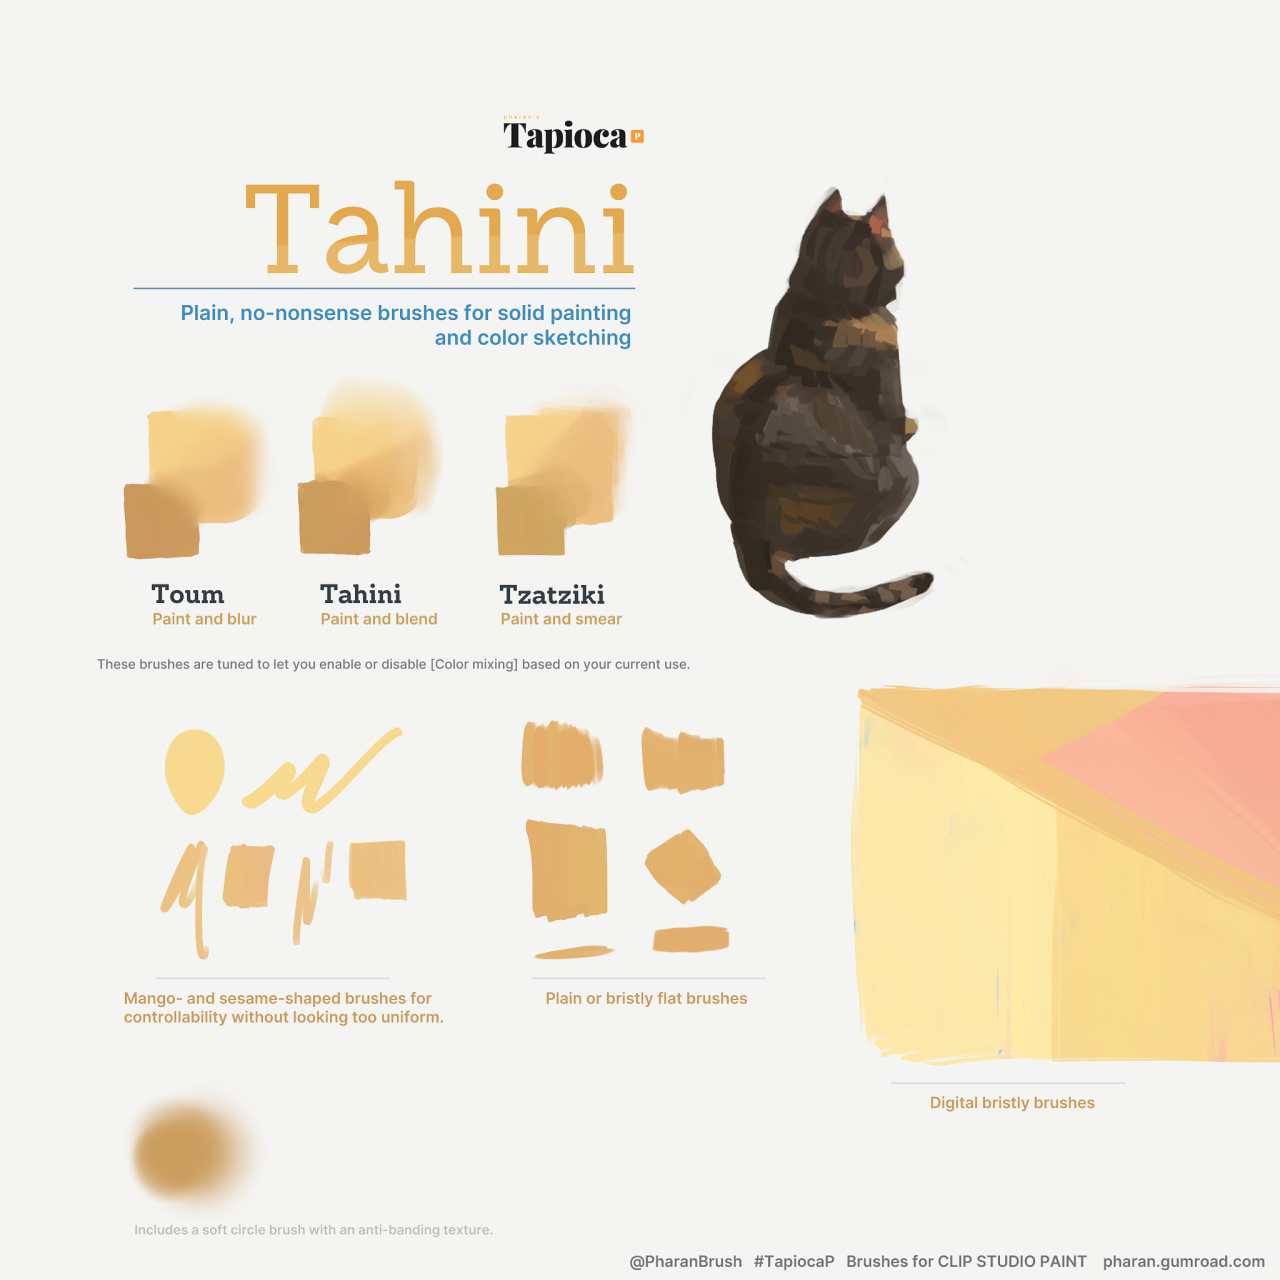 pharan's
Tapioca P
Tahini
Plain, no-nonsense brushes for solid painting
and color sketching
Toum
Paint and blur
Tahini
Paint and blend
Tzatziki
Paint and smear
These brushes are tuned to let you enable or disable [Color mixing] based on your current use.
Mango- and sesame-shaped brushes for
controllability without looking too uniform.
Plain or bristly flat brushes
Digital bristly brushes
Includes a soft circle brush with an anti-banding texture.
@PharanBrush #TapiocaP Brushes for CLIP STUDIO PAINT pharan.gumroad.com